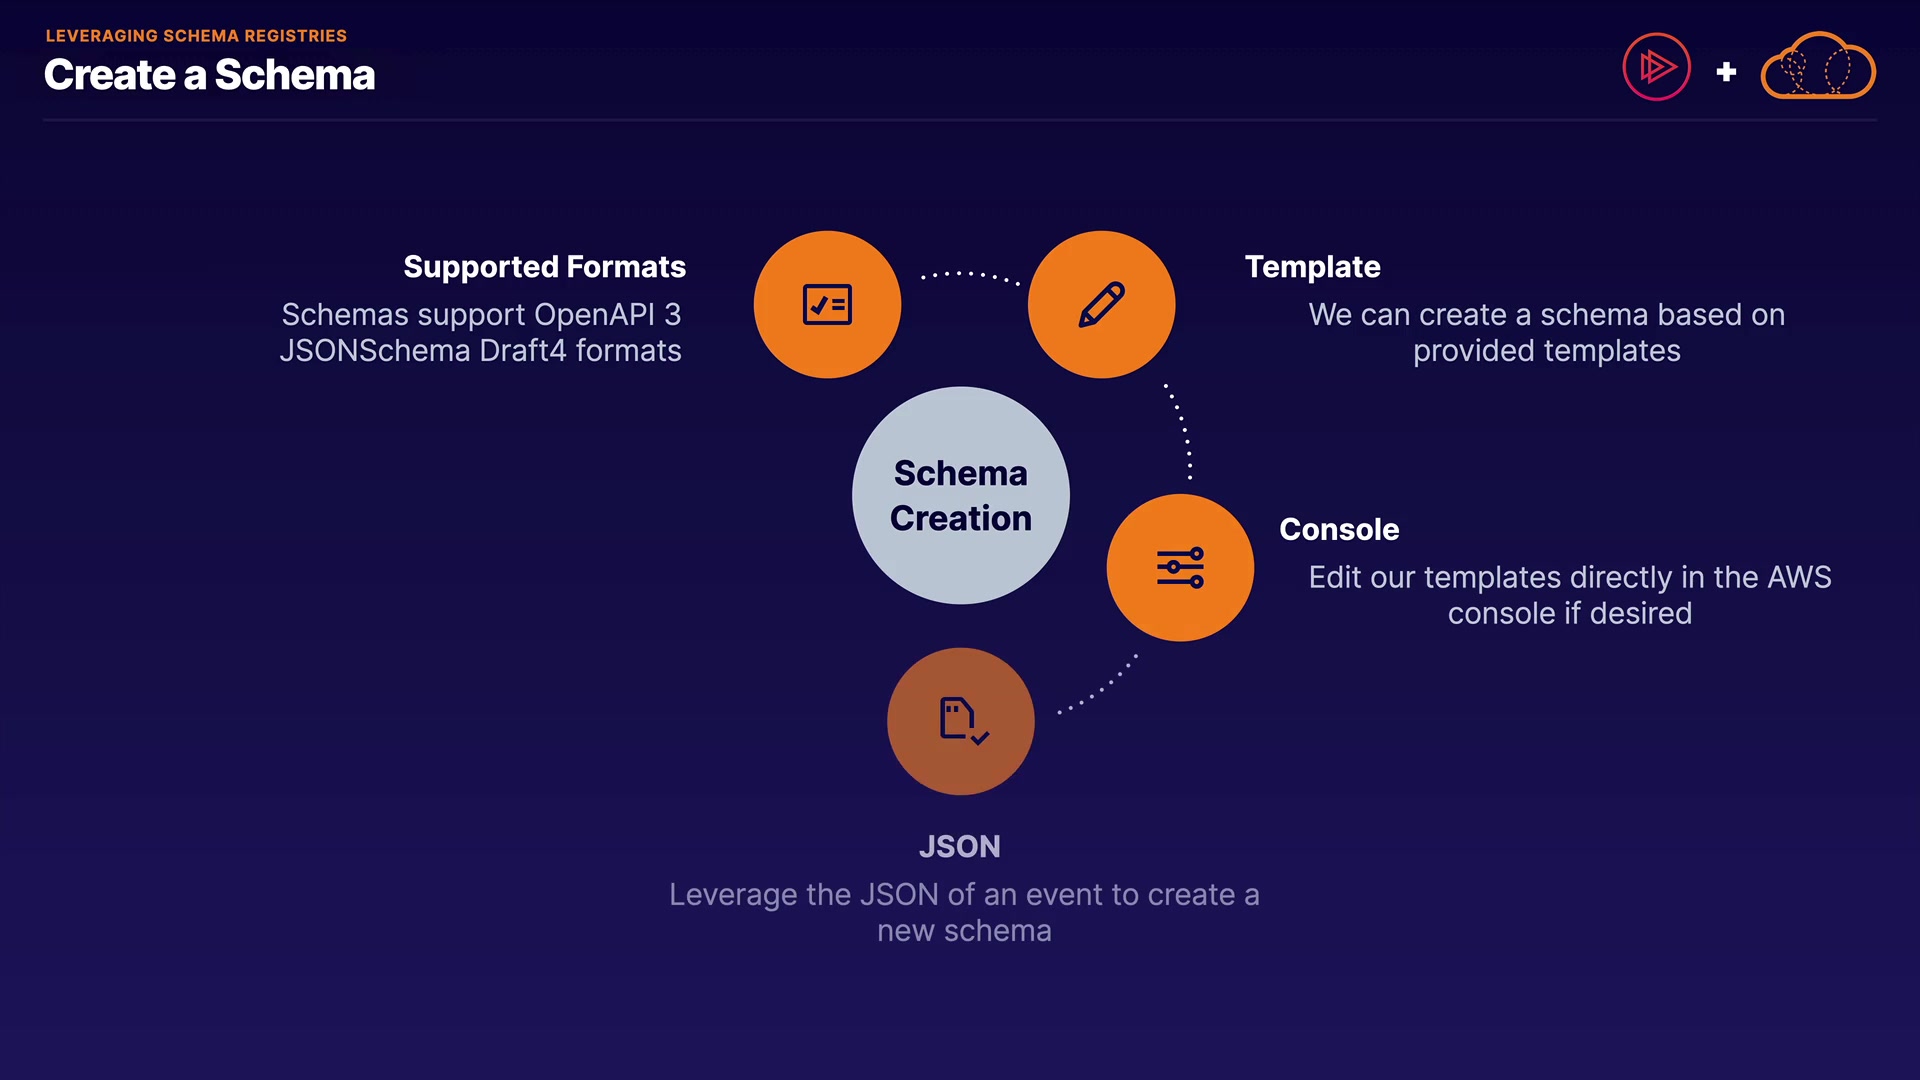 LEVERAGING SCHEMA REGISTRIES
Create a Schema
Supported Formats
Schemas support OpenAPI 3
JSONSchema Draft4 formats
Template
We can create a schema based on
provided templates
Schema
Creation
Console
Edit our templates directly in the AWS
console if desired
JSON
Leverage the JSON of an event to create a
new schema